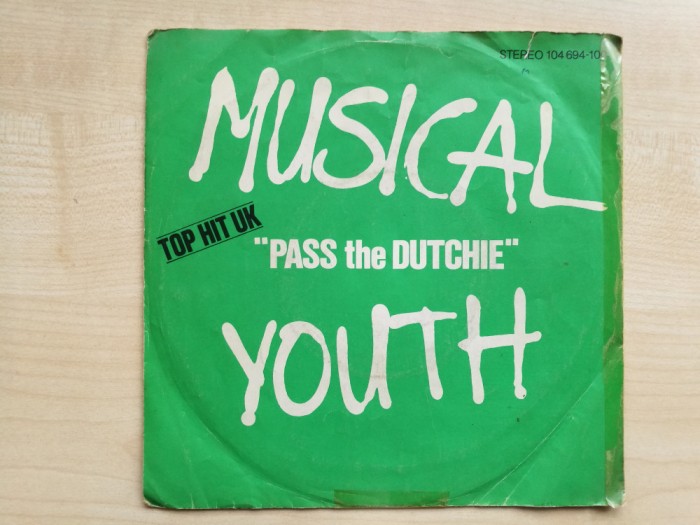 STEREO 104 694-10
MUSICAL
TOP HIT UK
"PASS the DUTCHIE"
YOUTH